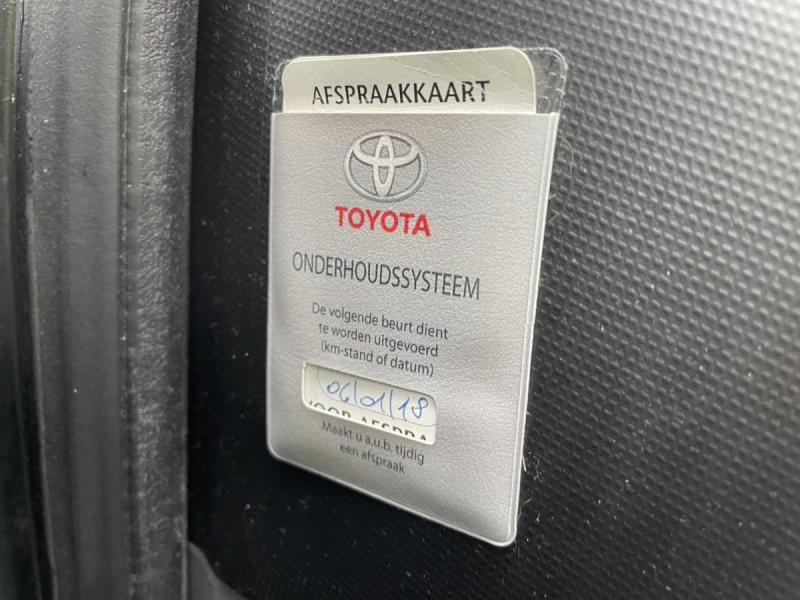 AFSPRAAKKAART
TOYOTA
ONDERHOUDSSYSTEEM
De volgende beurt dient
te worden uitgevoerd
(km-stand of datum)
06/01/18
Maakt u a.u.b. tijdig
een afspraak